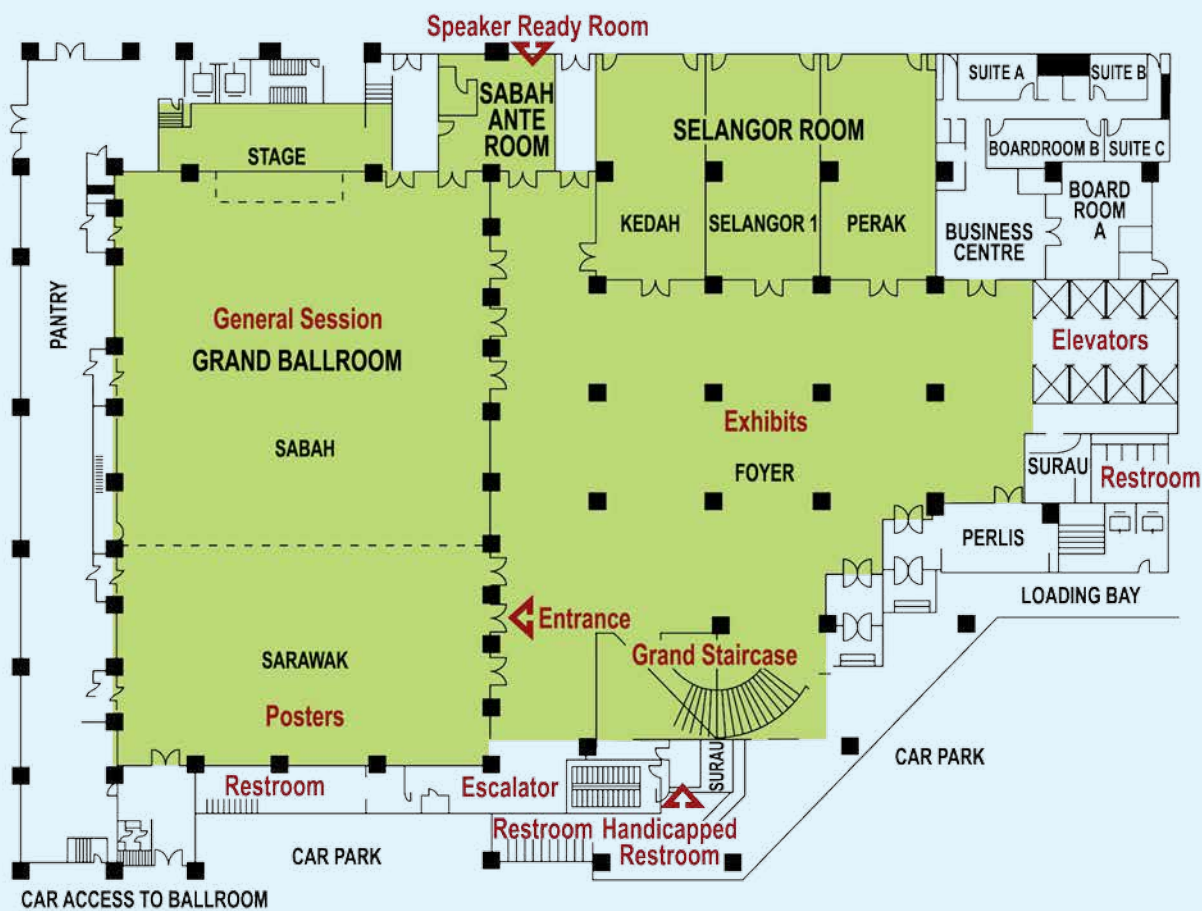 Speaker Ready Room
SABAH
ANTE
ROOM
SELANGOR ROOM
SUITE A
SUITE B
BOARDROOM B
SUITE C
STAGE
BOARD
ROOM
A
KEDAH
SELANGOR 1
PERAK
BUSINESS
CENTRE
PANTRY
General Session
GRAND BALLROOM
Elevators
SABAH
Exhibits
FOYER
SURAU
Restroom
PERLIS
LOADING BAY
Entrance
SARAWAK
Grand Staircase
Posters
CAR PARK
Restroom
Escalator
SURAU
Restroom
Handicapped
Restroom
CAR PARK
CAR ACCESS TO BALLROOM